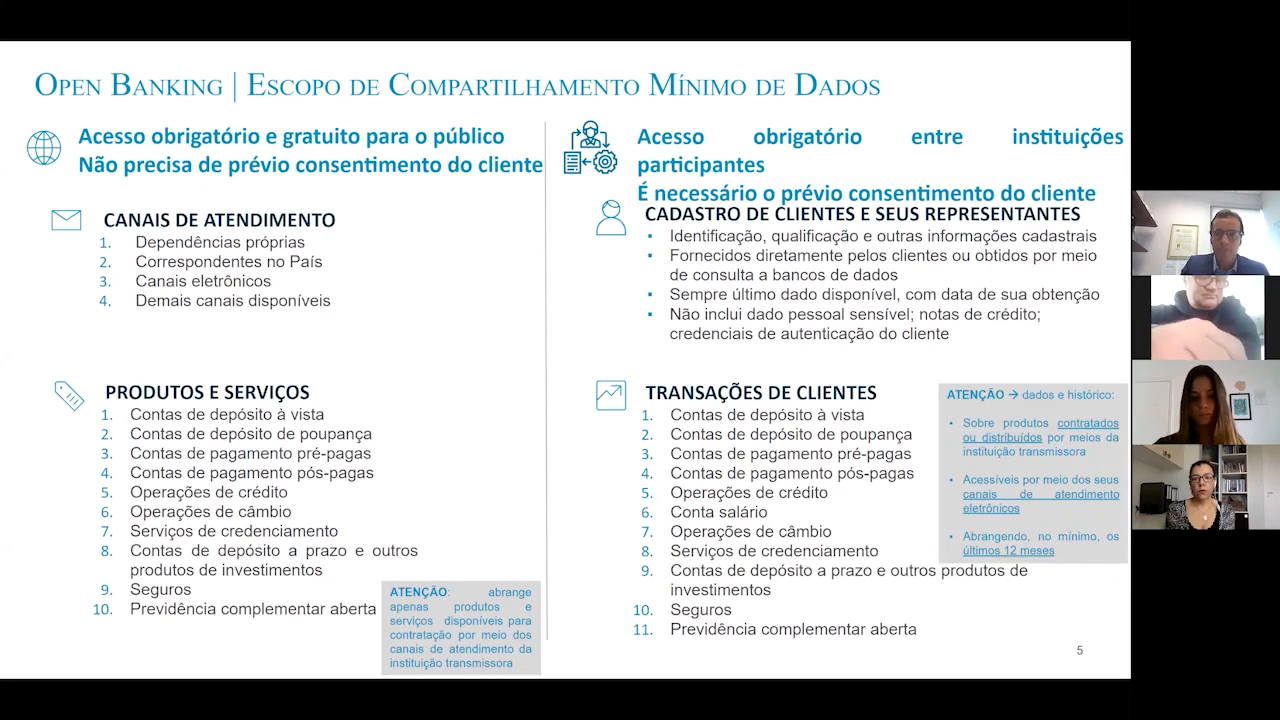 OPEN BANKING | ESCOPO DE COMPARTILHAMENTO MÍNIMO DE DADOS
Acesso obrigatório e gratuito para o público
Não precisa de prévio consentimento do cliente
CANAIS DE ATENDIMENTO
1. Dependências próprias
2. Correspondentes no País
3. Canais eletrônicos
4. Demais canais disponíveis
PRODUTOS E SERVIÇOS
1. Contas de depósito à vista
2. Contas de depósito de poupança
3. Contas de pagamento pré-pagas
4. Contas de pagamento pós-pagas
5. Operações de crédito
6. Operações de câmbio
7. Serviços de credenciamento
8. Contas de depósito a prazo e outros
produtos de investimentos
9. Seguros
10. Previdência complementar aberta
ATENÇÃO: abrange
apenas produtos e
serviços disponíveis para
contratação por meio dos
canais de atendimento da
instituição transmissora
Acesso obrigatório entre instituições
participantes
É necessário o prévio consentimento do cliente
CADASTRO DE CLIENTES E SEUS REPRESENTANTES
▪ Identificação, qualificação e outras informações cadastrais
▪ Fornecidos diretamente pelos clientes ou obtidos por meio
de consulta a bancos de dados
▪ Sempre último dado disponível, com data de sua obtenção
▪ Não inclui dado pessoal sensível; notas de crédito;
credenciais de autenticação do cliente
TRANSAÇÕES DE CLIENTES
1. Contas de depósito à vista
2. Contas de depósito de poupança
3. Contas de pagamento pré-pagas
4. Contas de pagamento pós-pagas
5. Operações de crédito
6. Conta salário
7. Operações de câmbio
8. Serviços de credenciamento
9. Contas de depósito a prazo e outros produtos de
investimentos
10. Seguros
11. Previdência complementar aberta
ATENÇÃO → dados e histórico:
• Sobre produtos contratados
ou distribuídos por meios da
instituição transmissora
• Acessíveis por meio dos seus
canais de atendimento
eletrônicos
• Abrangendo, no mínimo, os
últimos 12 meses
5